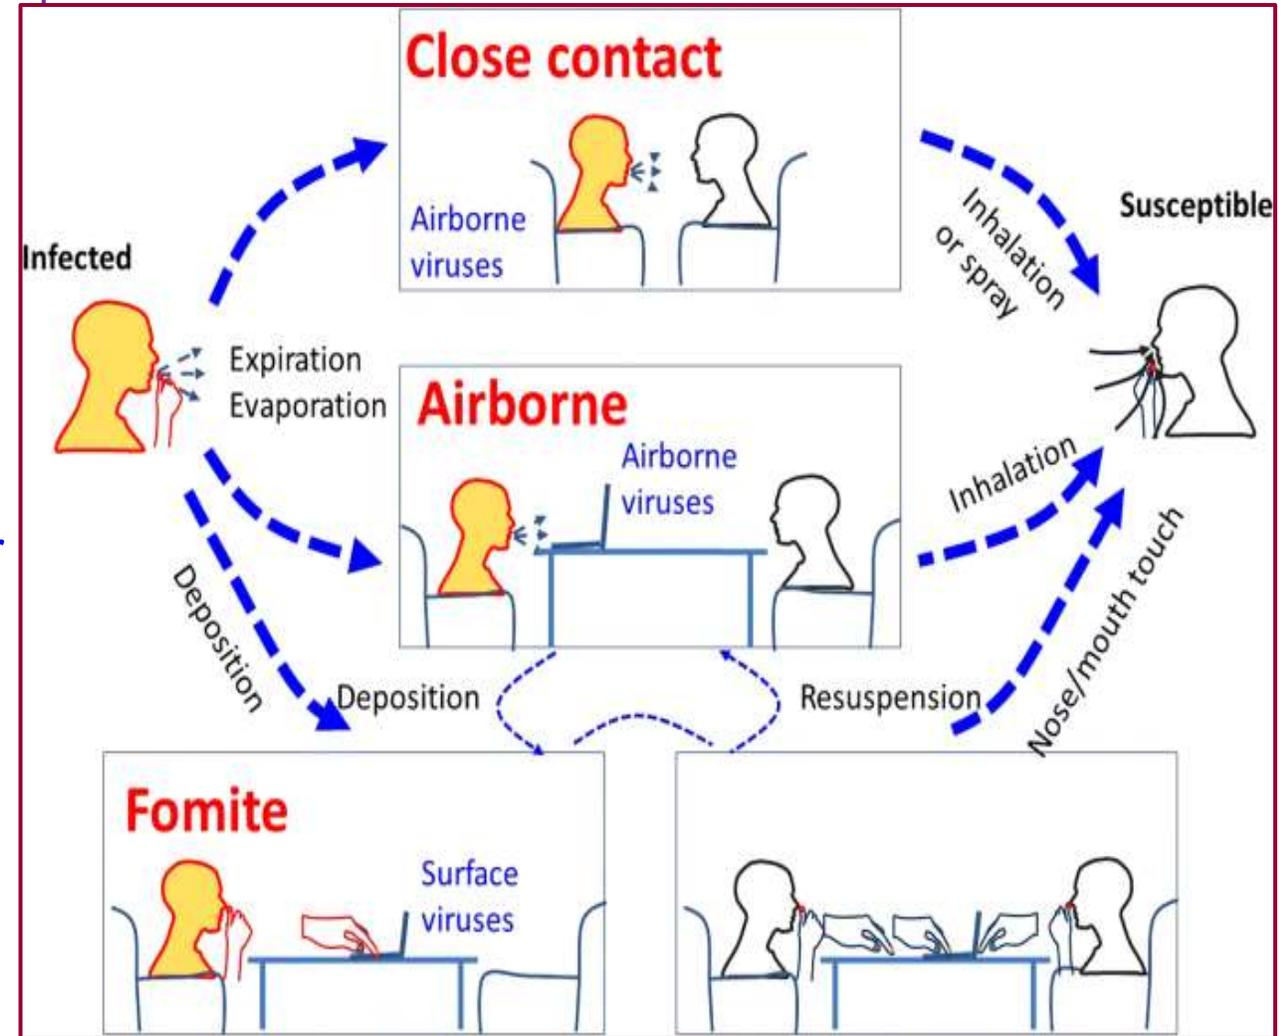 Close contact
Airborne
viruses
Inhalation
or spray
Susceptible
Infected
Expiration
Evaporation
Airborne
Airborne
viruses
Inhalation
Deposition
Deposition
Resuspension
Nose/mouth touch
Fomite
Surface
viruses